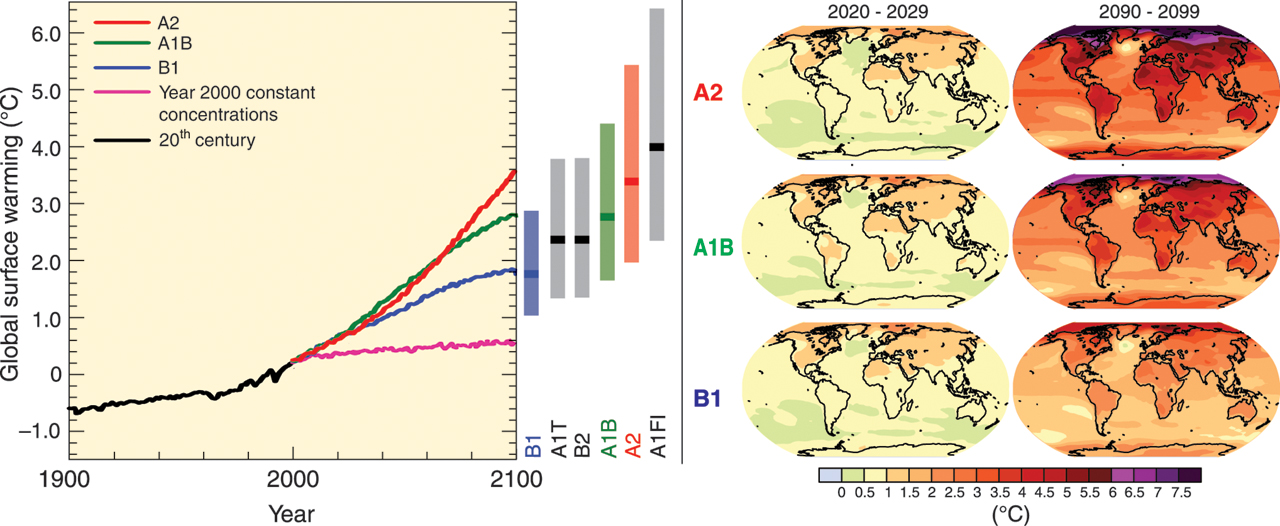 Global surface warming (°C)
6.0
5.0
4.0
3.0
2.0
1.0
0
–1.0
A2
A1B
B1
Year 2000 constant
concentrations
20th century
1900
2000
2100
Year
B1
A1T
B2
A1B
A2
A1FI
2020 - 2029
2090 - 2099
A2
A1B
B1
0 0.5 1 1.5 2 2.5 3 3.5 4 4.5 5 5.5 6 6.5 7 7.5
(°C)